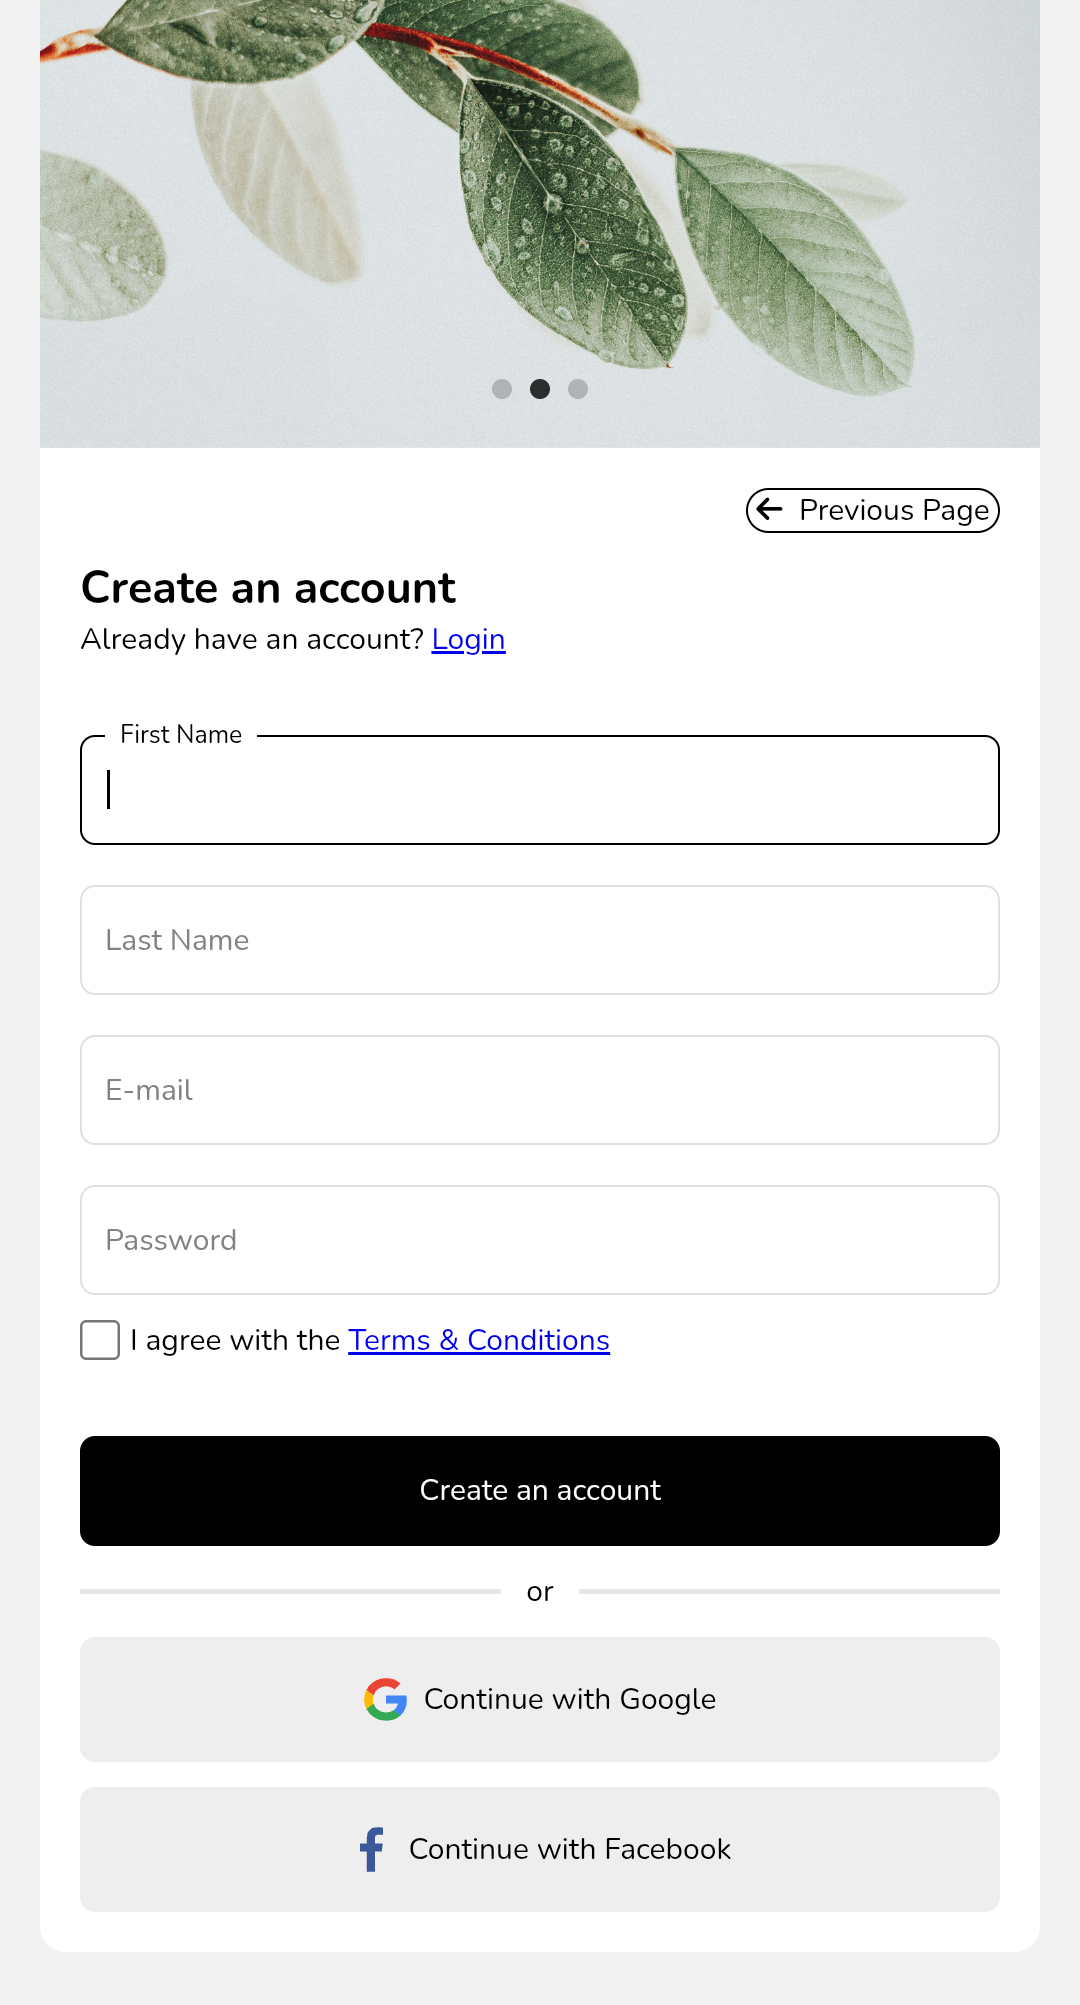 Previous Page
Create an account
Already have an account? Login
First Name
Last Name
E-mail
Password
I agree with the Terms & Conditions
Create an account
or
Continue with Google
Continue with Facebook